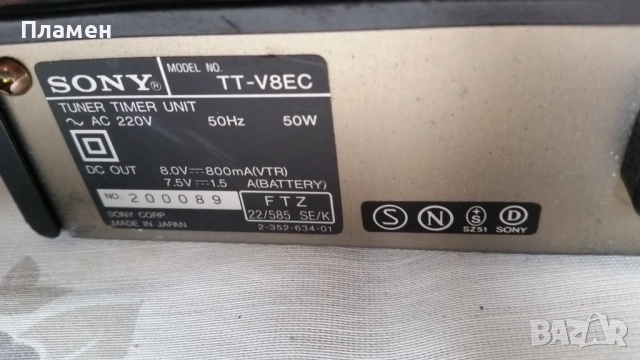 Пламен
SONY® MODEL NO. TT-V8EC
TUNER TIMER UNIT
~ AC 220V 50Hz 50W
DC OUT 8.0V 800mA(VTR)
7.5V 1.5 A(BATTERY)
NO. 200089
FTZ
22/585 SE/K
SONY CORP.
MADE IN JAPAN
2-352-634-01
S N +S D
SZ51 SONY
BAZAR.bg